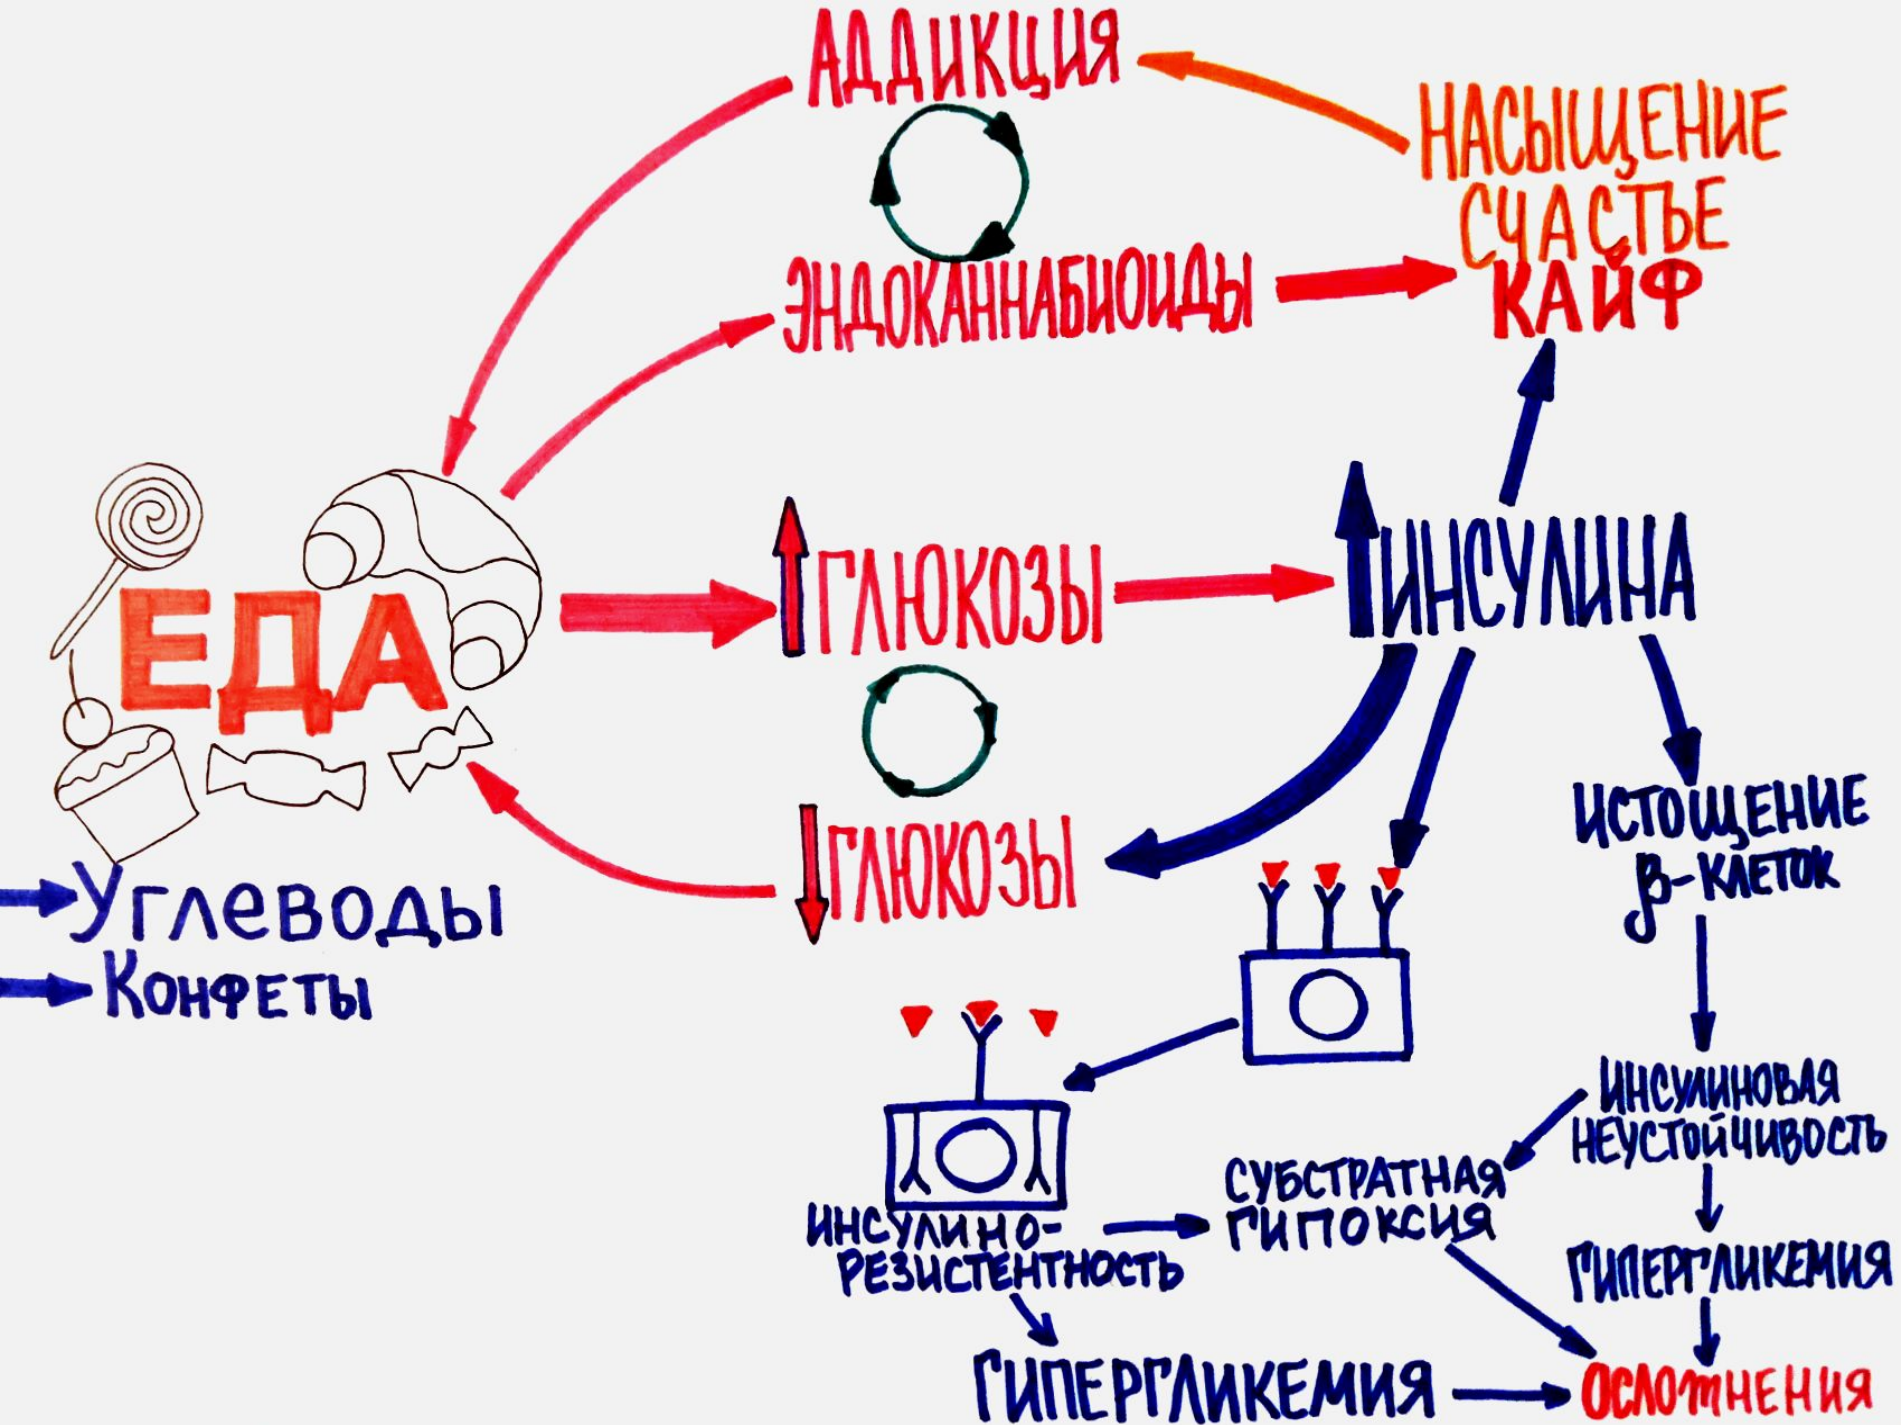 АДДИКЦИЯ
НАСЫЩЕНИЕ
СЧАСТЬЕ
КАЙФ
ЭНДОКАННАБИОИДЫ
ЕДА
ГЛЮКОЗЫ
ИНСУЛИНА
ГЛЮКОЗЫ
УГЛЕВОДЫ
КОНФЕТЫ
ИСТОЩЕНИЕ
β-КЛЕТОК
ИНСУЛИНОВАЯ
НЕУСТОЙЧИВОСТЬ
СУБСТРАТНАЯ
ГИПОКСИЯ
ИНСУЛИНО-
РЕЗИСТЕНТНОСТЬ
ГИПЕРГЛИКЕМИЯ
ГИПЕРГЛИКЕМИЯ
ОСЛОЖНЕНИЯ